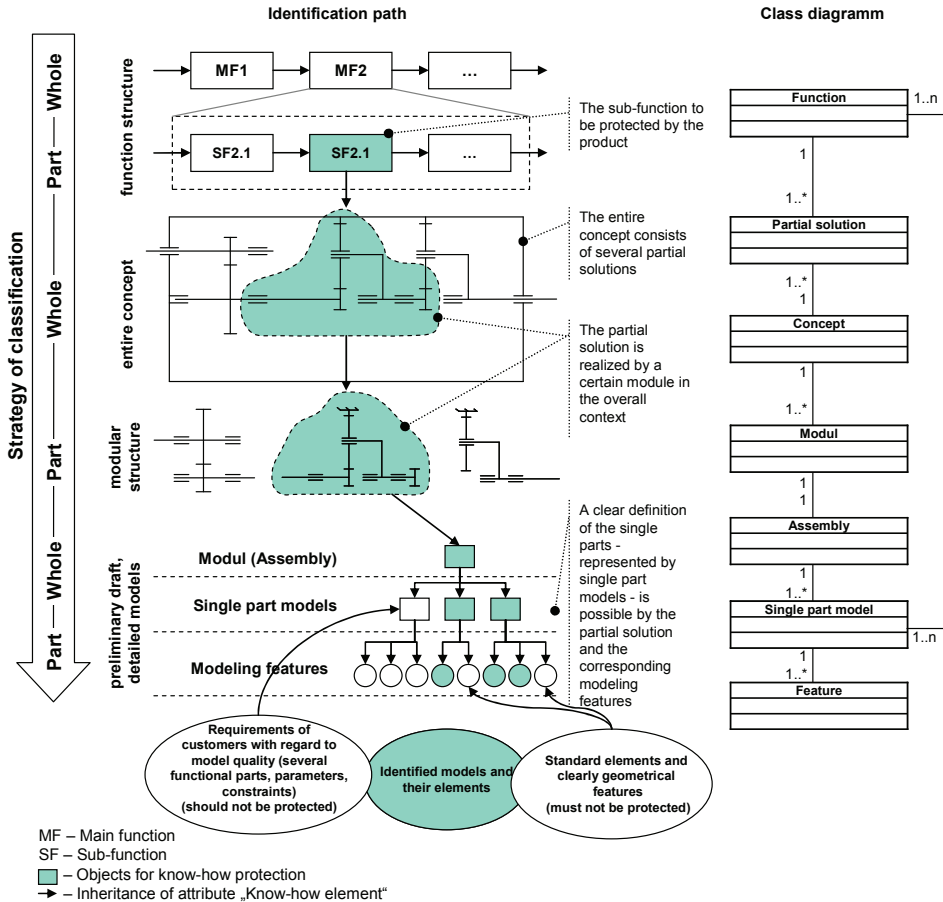 Identification path
Class diagramm
Strategy of classification
Part — Whole — Part — Whole — Part — Whole — Part — Whole
function structure
MF1
MF2
...
SF2.1
SF2.1
...
The sub-function to
be protected by the
product
entire concept
The entire
concept consists
of several partial
solutions
The partial
solution is
realized by a
certain module in
the overall
context
modular
structure
preliminary draft,
detailed models
Modul (Assembly)
Single part models
Modeling features
A clear definition
of the single
parts -
represented by
single part
models - is
possible by the
partial solution
and the
corresponding
modeling
features
Requirements of
customers with regard to
model quality (several
functional parts, parameters,
constraints)
(should not be protected)
Identified models and
their elements
Standard elements and
clearly geometrical
features
(must not be protected)
Function
1..n
1
1..*
Partial solution
1..*
1
Concept
1
1..*
Modul
1
1
Assembly
1
1..*
Single part model
1..n
1
1..*
Feature
MF – Main function
SF – Sub-function
– Objects for know-how protection
– Inheritance of attribute „Know-how element“